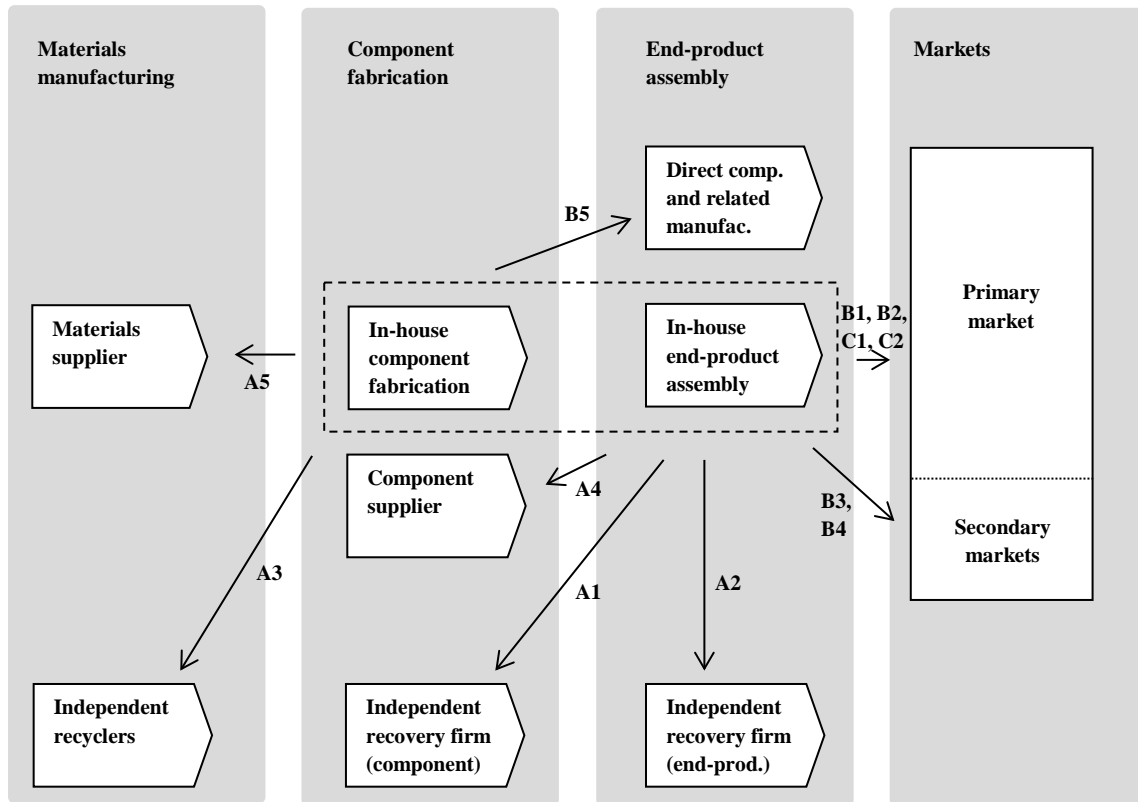 Materials
manufacturing
Component
fabrication
End-product
assembly
Markets
Direct comp.
and related
manufac.
B5
Materials
supplier
A5
In-house
component
fabrication
In-house
end-product
assembly
B1, B2,
C1, C2
Primary
market
Component
supplier
A4
B3,
B4
Secondary
markets
A3
A1
A2
Independent
recyclers
Independent
recovery firm
(component)
Independent
recovery firm
(end-prod.)